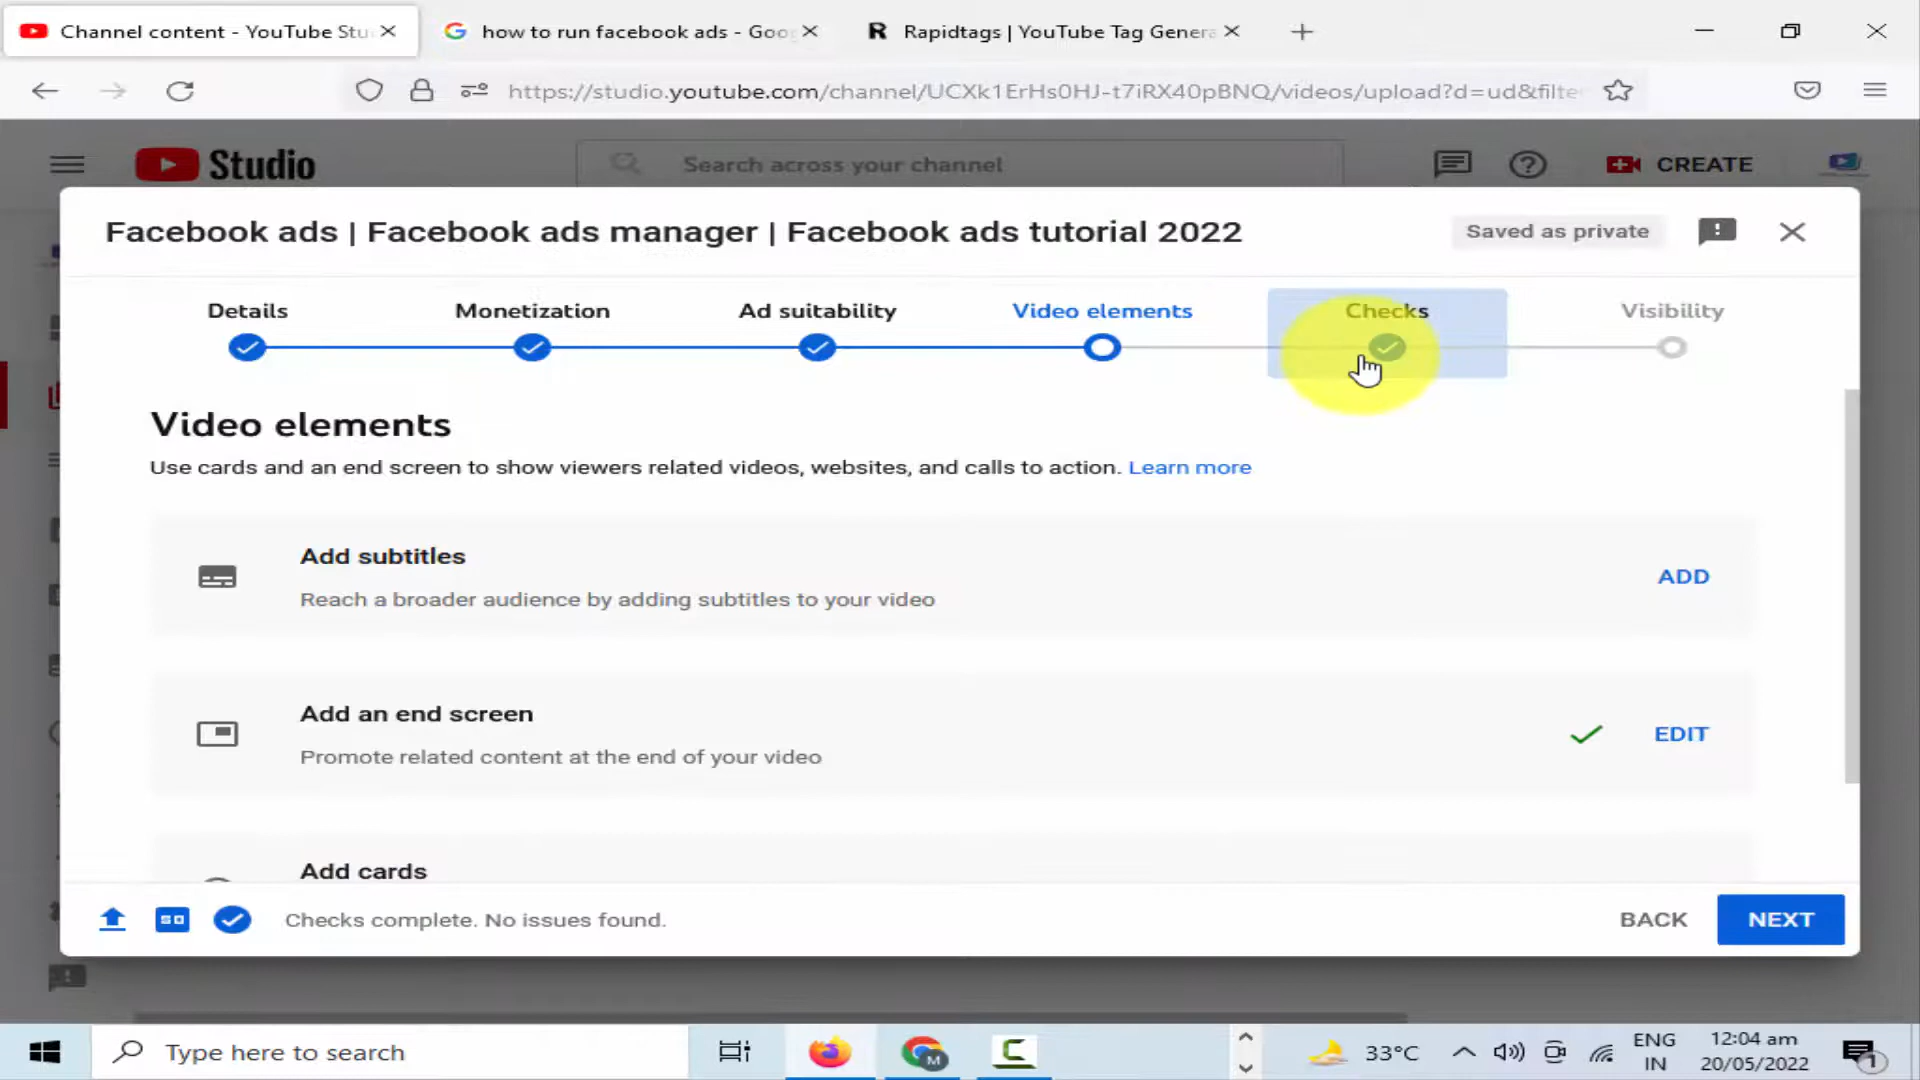 Channel content - YouTube Stu
how to run facebook ads - Goo
Rapidtags | YouTube Tag Genera
https://studio.youtube.com/channel/UCXk1ErHs0HJ-t7iRX40pBNQ/videos/upload?d=ud&filter
Studio
Search across your channel
CREATE
Facebook ads | Facebook ads manager | Facebook ads tutorial 2022
Saved as private
Details
Monetization
Ad suitability
Video elements
Checks
Visibility
Video elements
Use cards and an end screen to show viewers related videos, websites, and calls to action. Learn more
Add subtitles
Reach a broader audience by adding subtitles to your video
ADD
Add an end screen
Promote related content at the end of your video
EDIT
Add cards
SD
Checks complete. No issues found.
BACK
NEXT
Type here to search
M
33°C
ENG
IN
12:04 am
20/05/2022
1